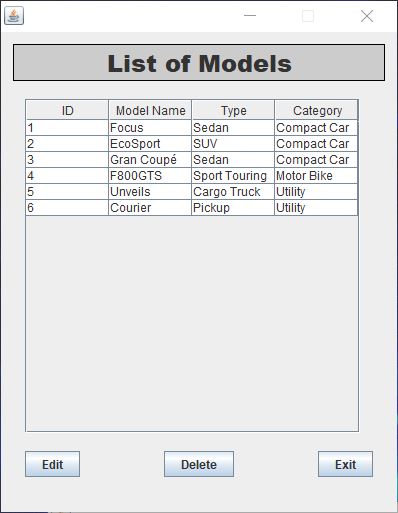 List of Models
ID Model Name Type Category
1 Focus Sedan Compact Car
2 EcoSport SUV Compact Car
3 Gran Coupé Sedan Compact Car
4 F800GTS Sport Touring Motor Bike
5 Unveils Cargo Truck Utility
6 Courier Pickup Utility
Edit Delete Exit